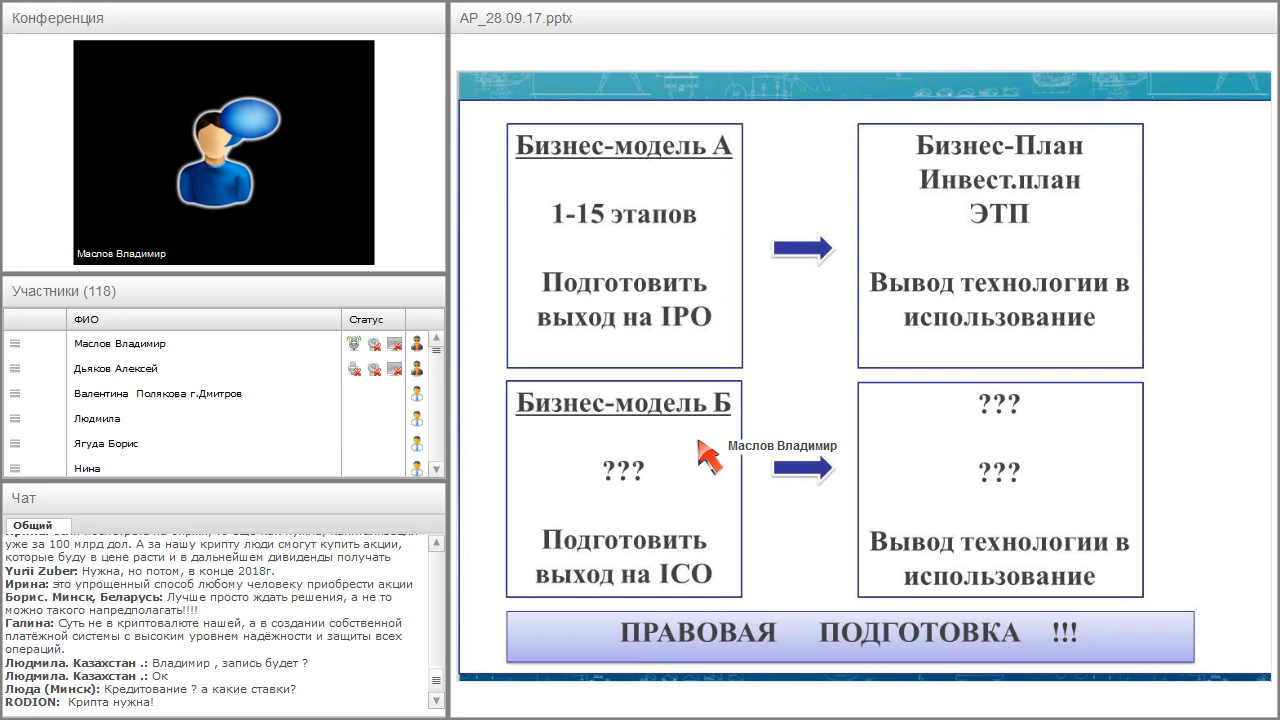 Конференция
Маслов Владимир
Участники (118)
ФИО
Статус
Маслов Владимир
Дьяков Алексей
Валентина Полякова г.Дмитров
Людмила
Ягуда Борис
Нина
Чат
Общий
уже за 100 млрд дол. А за нашу крипту люди смогут купить акции,
которые буду в цене расти и в дальнейшем дивиденды получать
Yurii Zuber: Нужна, но потом, в конце 2018г.
Ирина: это упрощенный способ любому человеку приобрести акции
Борис. Минск, Беларусь: Лучше просто ждать решения, а не то
можно такого напредполагать!!!!
Галина: Суть не в криптовалюте нашей, а в создании собственной
платёжной системы с высоким уровнем надёжности и защиты всех
операций.
Людмила. Казахстан .: Владимир , запись будет ?
Людмила. Казахстан .: Ок
Люда (Минск): Кредитование ? а какие ставки?
RODION: Крипта нужна!
АР_28.09.17.pptx
Бизнес-модель А
1-15 этапов
Подготовить
выход на IPO
Бизнес-План
Инвест.план
ЭТП
Вывод технологии в
использование
Бизнес-модель Б
???
Подготовить
выход на ICO
Маслов Владимир
???
???
Вывод технологии в
использование
ПРАВОВАЯ ПОДГОТОВКА !!!